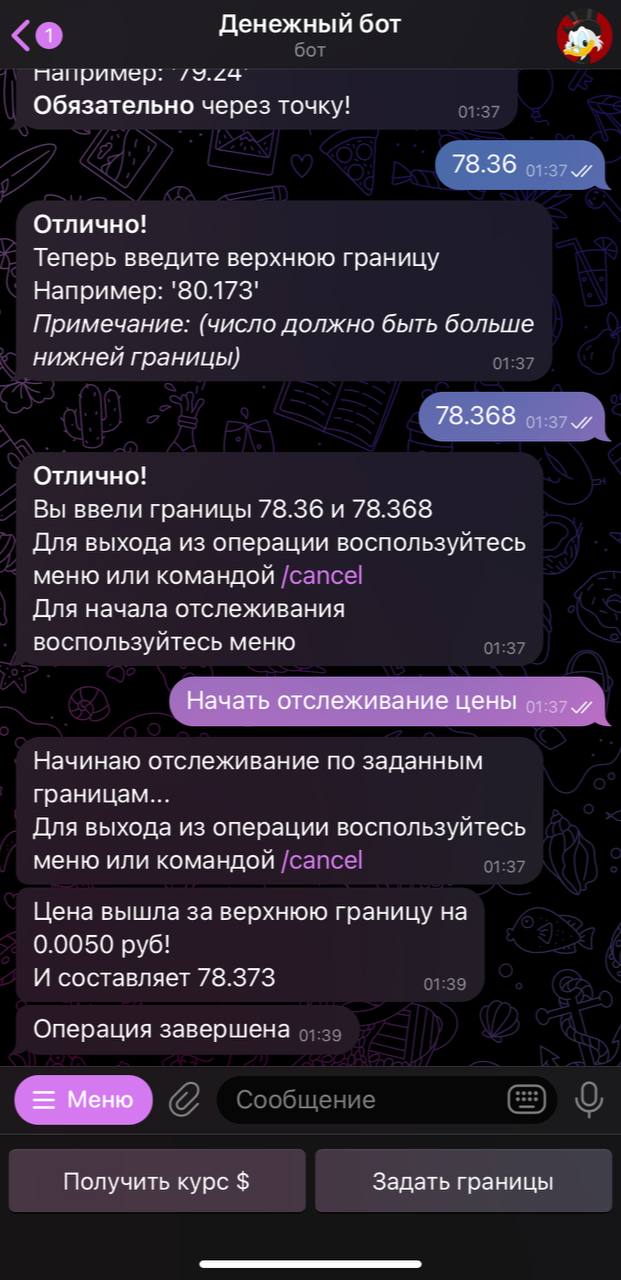 1
Денежный бот
бот
Например: '79.24'
Обязательно через точку!
01:37
78.36 01:37
Отлично!
Теперь введите верхнюю границу
Например: '80.173'
Примечание: (число должно быть больше
нижней границы)
01:37
78.368 01:37
Отлично!
Вы ввели границы 78.36 и 78.368
Для выхода из операции воспользуйтесь
меню или командой /cancel
Для начала отслеживания
воспользуйтесь меню
01:37
Начать отслеживание цены 01:37
Начинаю отслеживание по заданным
границам...
Для выхода из операции воспользуйтесь
меню или командой /cancel
01:37
Цена вышла за верхнюю границу на
0.0050 руб!
И составляет 78.373
01:39
Операция завершена 01:39
Меню
Сообщение
Получить курс $
Задать границы